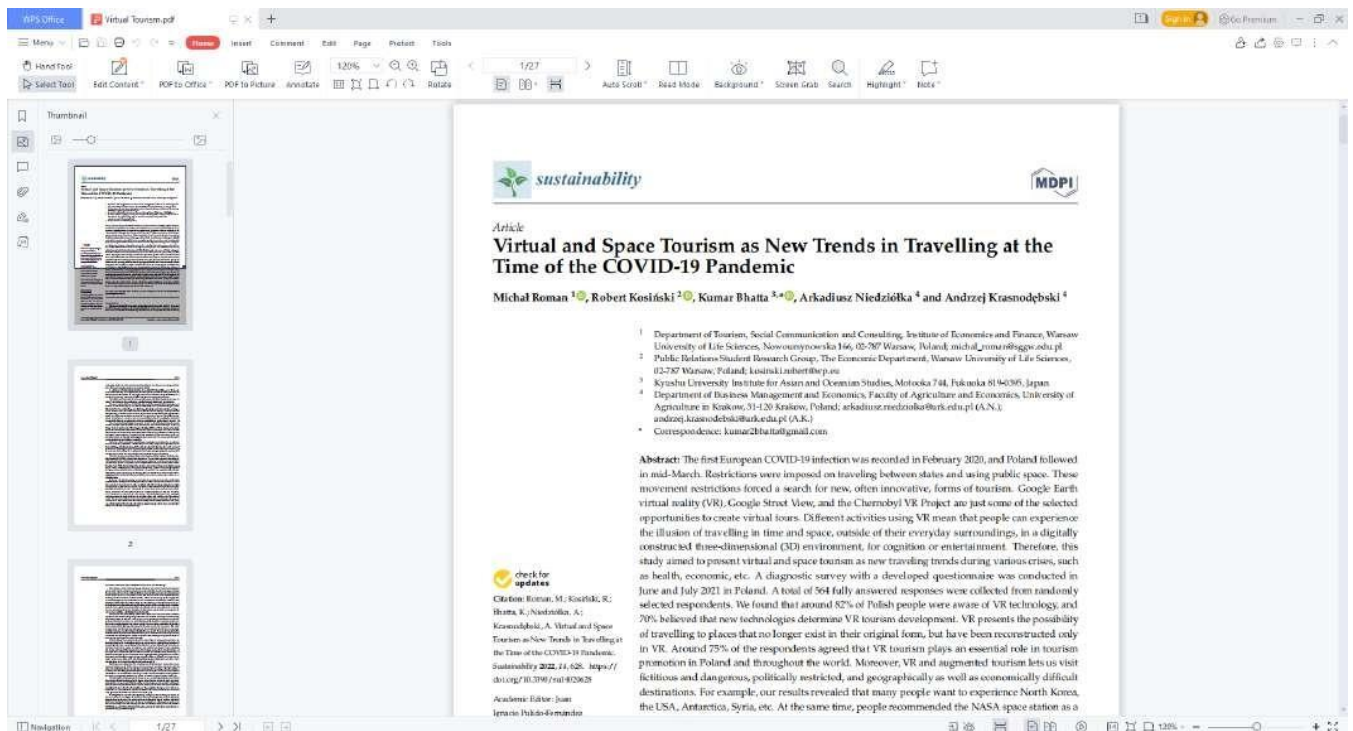 WPS Office
Virtual Tourism.pdf
+
Sign in
Go Premium
Menu
Home
Insert
Comment
Edit
Page
Protect
Tools
Hand Tool
Select Tool
Edit Content
PDF to Office
PDF to Picture
Annotate
120%
Rotate
1/27
Auto Scroll
Read Mode
Background
Screen Grab
Search
Highlight
Note
Thumbnail
1
2
sustainability
MDPI
Article
Virtual and Space Tourism as New Trends in Travelling at the
Time of the COVID-19 Pandemic
Michał Roman 1, Robert Kosiński 2, Kumar Bhatta 3,*, Arkadiusz Niedziółka 4 and Andrzej Krasnodębski 4
1 Department of Tourism, Social Communication and Consulting, Institute of Economics and Finance, Warsaw
University of Life Sciences, Nowoursynowska 166, 02-787 Warsaw, Poland; michal_roman@sggw.edu.pl
2 Public Relations Student Research Group, The Economic Department, Warsaw University of Life Sciences,
02-787 Warsaw, Poland; kosinski.robert@wp.eu
3 Kyushu University Institute for Asian and Oceanian Studies, Motooka 744, Fukuoka 819-0395, Japan
4 Department of Business Management and Economics, Faculty of Agriculture and Economics, University of
Agriculture in Krakow, 31-120 Krakow, Poland; arkadiusz.niedziolka@urk.edu.pl (A.N.);
andrzej.krasnodebski@urk.edu.pl (A.K.)
* Correspondence: kumar2bhatta@gmail.com
Abstract: The first European COVID-19 infection was recorded in February 2020, and Poland followed
in mid-March. Restrictions were imposed on traveling between states and using public space. These
movement restrictions forced a search for new, often innovative, forms of tourism. Google Earth
virtual reality (VR), Google Street View, and the Chernobyl VR Project are just some of the selected
opportunities to create virtual tours. Different activities using VR mean that people can experience
the illusion of travelling in time and space, outside of their everyday surroundings, in a digitally
constructed three-dimensional (3D) environment, for cognition or entertainment. Therefore, this
study aimed to present virtual and space tourism as new traveling trends during various crises, such
as health, economic, etc. A diagnostic survey with a developed questionnaire was conducted in
June and July 2021 in Poland. A total of 564 fully answered responses were collected from randomly
selected respondents. We found that around 82% of Polish people were aware of VR technology, and
70% believed that new technologies determine VR tourism development. VR presents the possibility
of travelling to places that no longer exist in their original form, but have been reconstructed only
in VR. Around 75% of the respondents agreed that VR tourism plays an essential role in tourism
promotion in Poland and throughout the world. Moreover, VR and augmented tourism lets us visit
fictitious and dangerous, politically restricted, and geographically as well as economically difficult
destinations. For example, our results revealed that many people want to experience North Korea,
the USA, Antarctica, Syria, etc. At the same time, people recommended the NASA space station as a
check for
updates
Citation: Roman, M.; Kosiński, R.;
Bhatta, K.; Niedziółka, A.;
Krasnodębski, A. Virtual and Space
Tourism as New Trends in Travelling at
the Time of the COVID-19 Pandemic.
Sustainability 2022, 14, 628. https://
doi.org/10.3390/su14020628
Academic Editor: Juan
Ignacio Pulido-Fernández
Navigation
1/27
120%